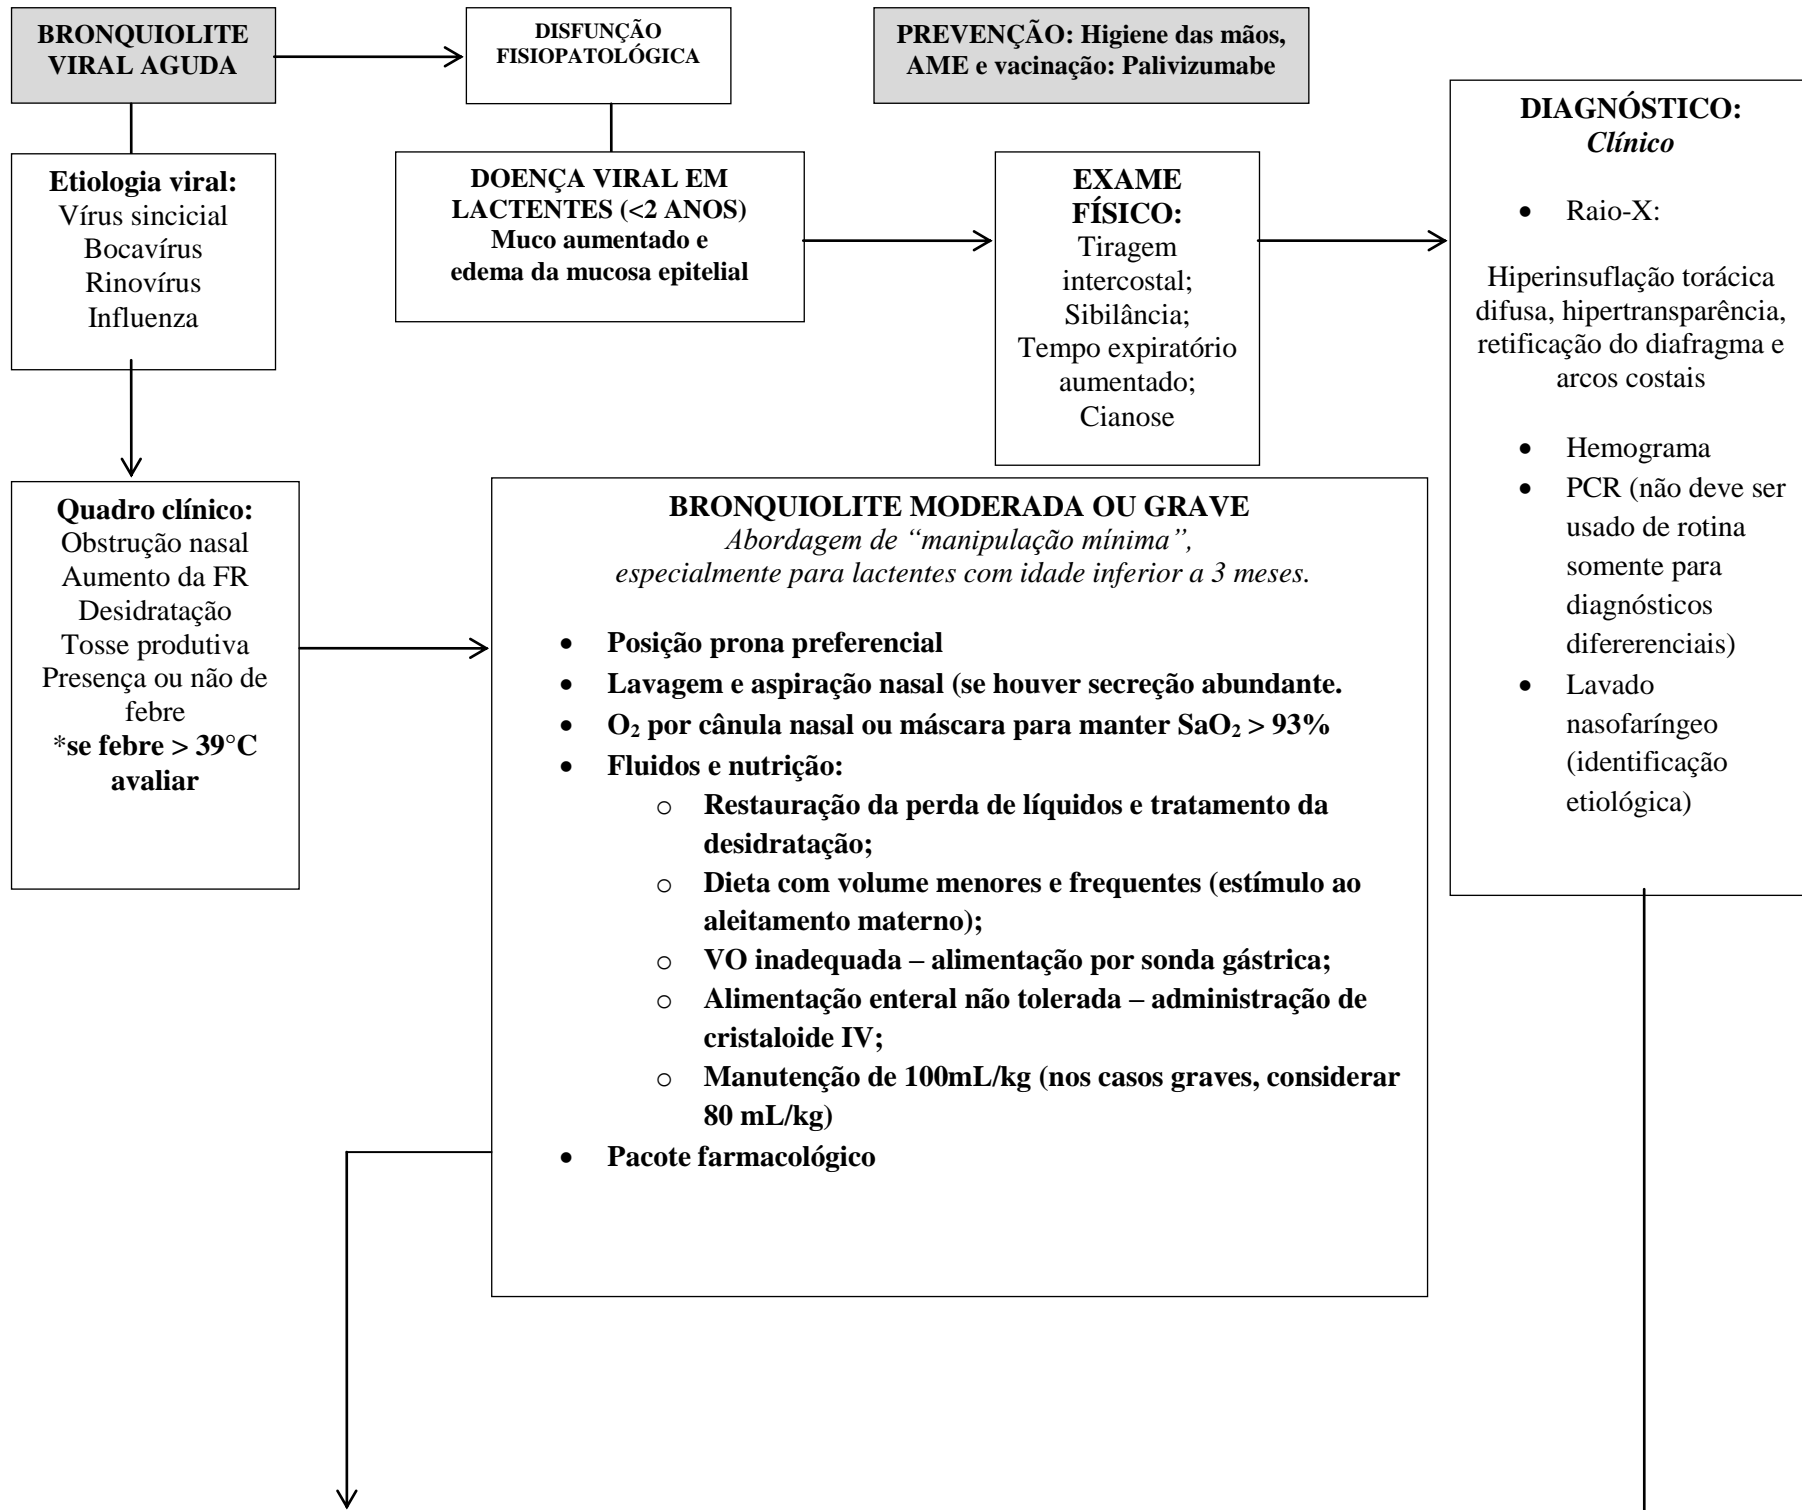 BRONQUIOLITE
VIRAL AGUDA
DISFUNÇÃO
FISIOPATOLÓGICA
PREVENÇÃO: Higiene das mãos,
AME e vacinação: Palivizumabe
Etiologia viral:
Vírus sincicial
Bocavírus
Rinovírus
Influenza
DOENÇA VIRAL EM
LACTENTES (<2 ANOS)
Muco aumentado e
edema da mucosa epitelial
EXAME
FÍSICO:
Tiragem
intercostal;
Sibilância;
Tempo expiratório
aumentado;
Cianose
DIAGNÓSTICO:
Clínico
• Raio-X:
Hiperinsuflação torácica
difusa, hipertransparência,
retificação do diafragma e
arcos costais
• Hemograma
• PCR (não deve ser
usado de rotina
somente para
diagnósticos
difererenciais)
• Lavado
nasofaríngeo
(identificação
etiológica)
Quadro clínico:
Obstrução nasal
Aumento da FR
Desidratação
Tosse produtiva
Presença ou não de
febre
*se febre > 39°C
avaliar
BRONQUIOLITE MODERADA OU GRAVE
Abordagem de “manipulação mínima”,
especialmente para lactentes com idade inferior a 3 meses.
• Posição prona preferencial
• Lavagem e aspiração nasal (se houver secreção abundante.
• O₂ por cânula nasal ou máscara para manter SaO₂ > 93%
• Fluidos e nutrição:
o Restauração da perda de líquidos e tratamento da
desidratação;
o Dieta com volume menores e frequentes (estímulo ao
aleitamento materno);
o VO inadequada – alimentação por sonda gástrica;
o Alimentação enteral não tolerada – administração de
cristaloide IV;
o Manutenção de 100mL/kg (nos casos graves, considerar
80 mL/kg)
• Pacote farmacológico